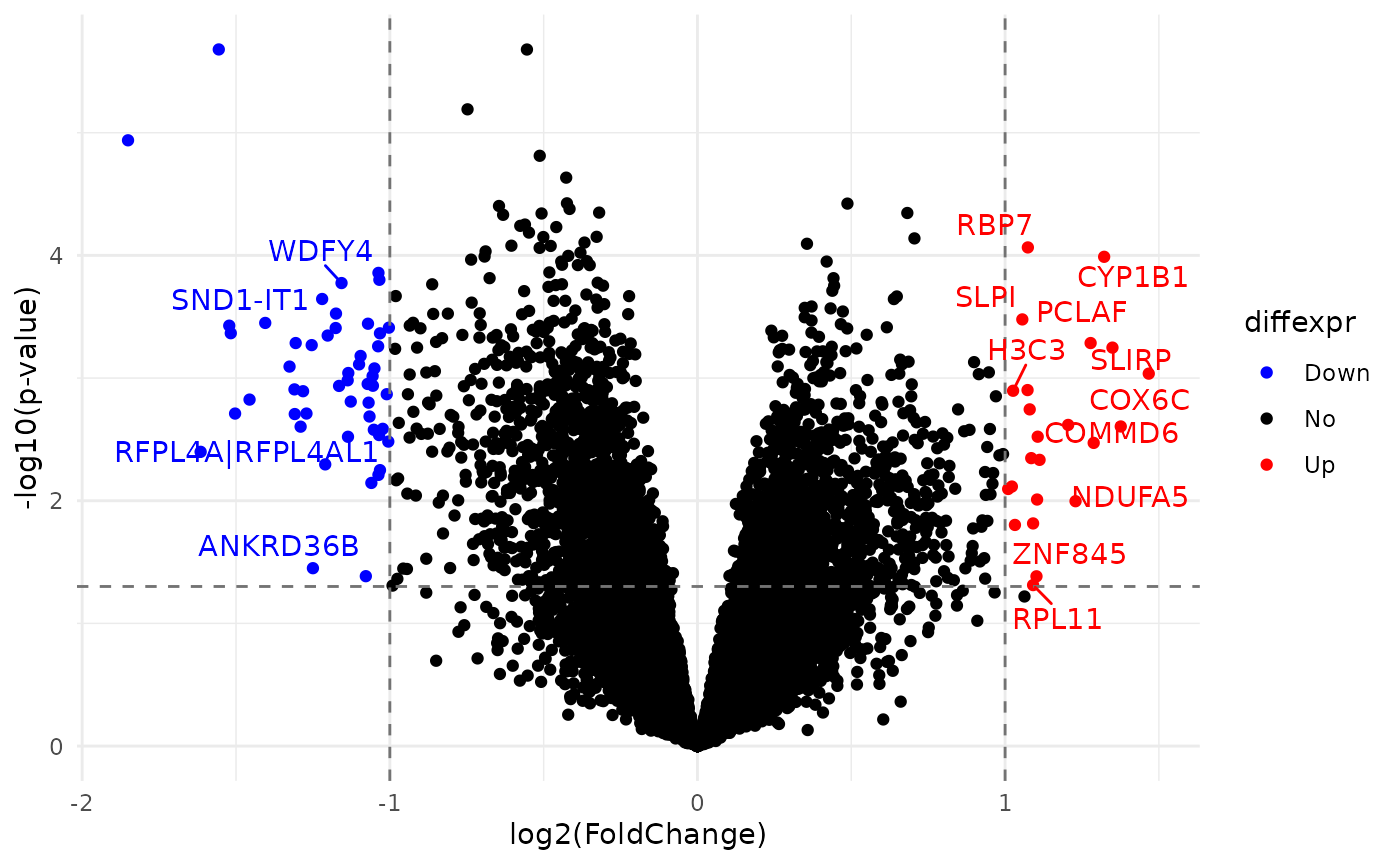 -log10(p-value)
4
2
0
WDFY4
SND1-IT1
RFPL4A|RFPL4AL1
ANKRD36B
RBP7
CYP1B1
SLPI
PCLAF
H3C3
SLIRP
COX6C
COMMD6
NDUFA5
ZNF845
RPL11
-2
-1
0
1
log2(FoldChange)
diffexpr
Down
No
Up